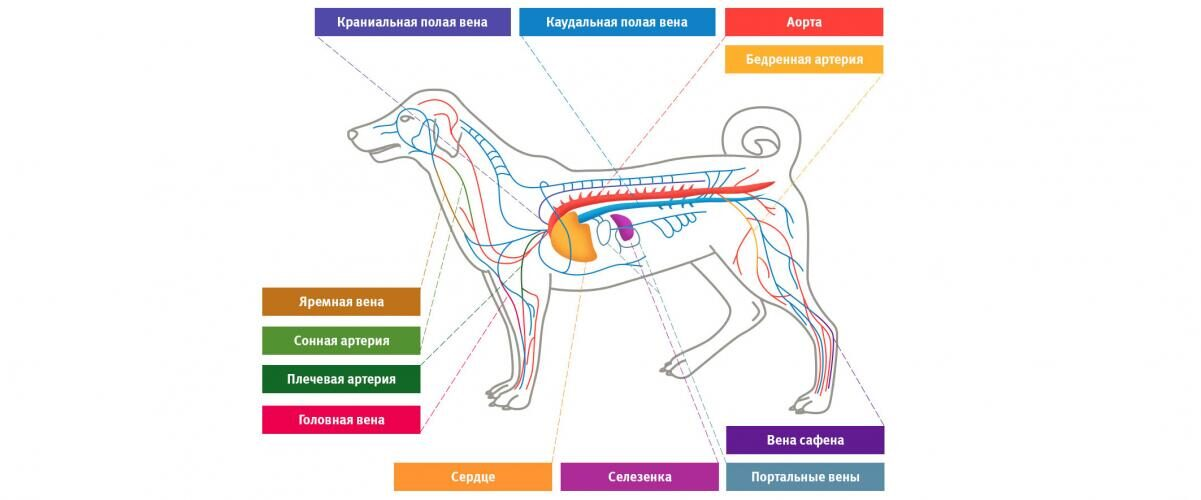 Краниальная полая вена
Каудальная полая вена
Аорта
Бедренная артерия
Яремная вена
Сонная артерия
Плечевая артерия
Головная вена
Вена сафена
Сердце
Селезенка
Портальные вены